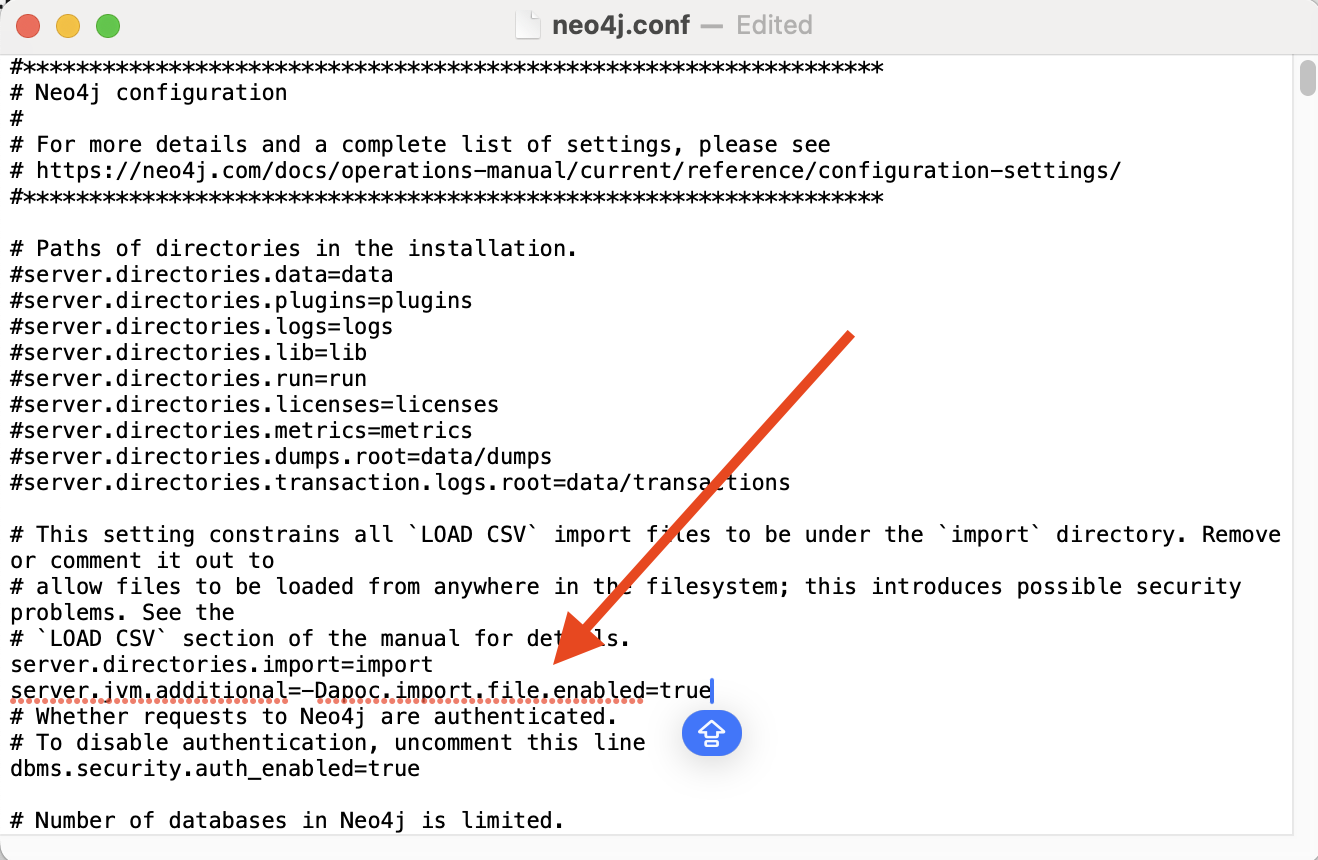 neo4j.conf — Edited
#*****************************************************************
# Neo4j configuration
#
# For more details and a complete list of settings, please see
# https://neo4j.com/docs/operations-manual/current/reference/configuration-settings/
#*****************************************************************
# Paths of directories in the installation.
#server.directories.data=data
#server.directories.plugins=plugins
#server.directories.logs=logs
#server.directories.lib=lib
#server.directories.run=run
#server.directories.licenses=licenses
#server.directories.metrics=metrics
#server.directories.dumps.root=data/dumps
#server.directories.transaction.logs.root=data/transactions
# This setting constrains all `LOAD CSV` import files to be under the `import` directory. Remove
or comment it out to
# allow files to be loaded from anywhere in the filesystem; this introduces possible security
problems. See the
# `LOAD CSV` section of the manual for details.
server.directories.import=import
server.jvm.additional=-Dapoc.import.file.enabled=true
# Whether requests to Neo4j are authenticated.
# To disable authentication, uncomment this line
dbms.security.auth_enabled=true
# Number of databases in Neo4j is limited.